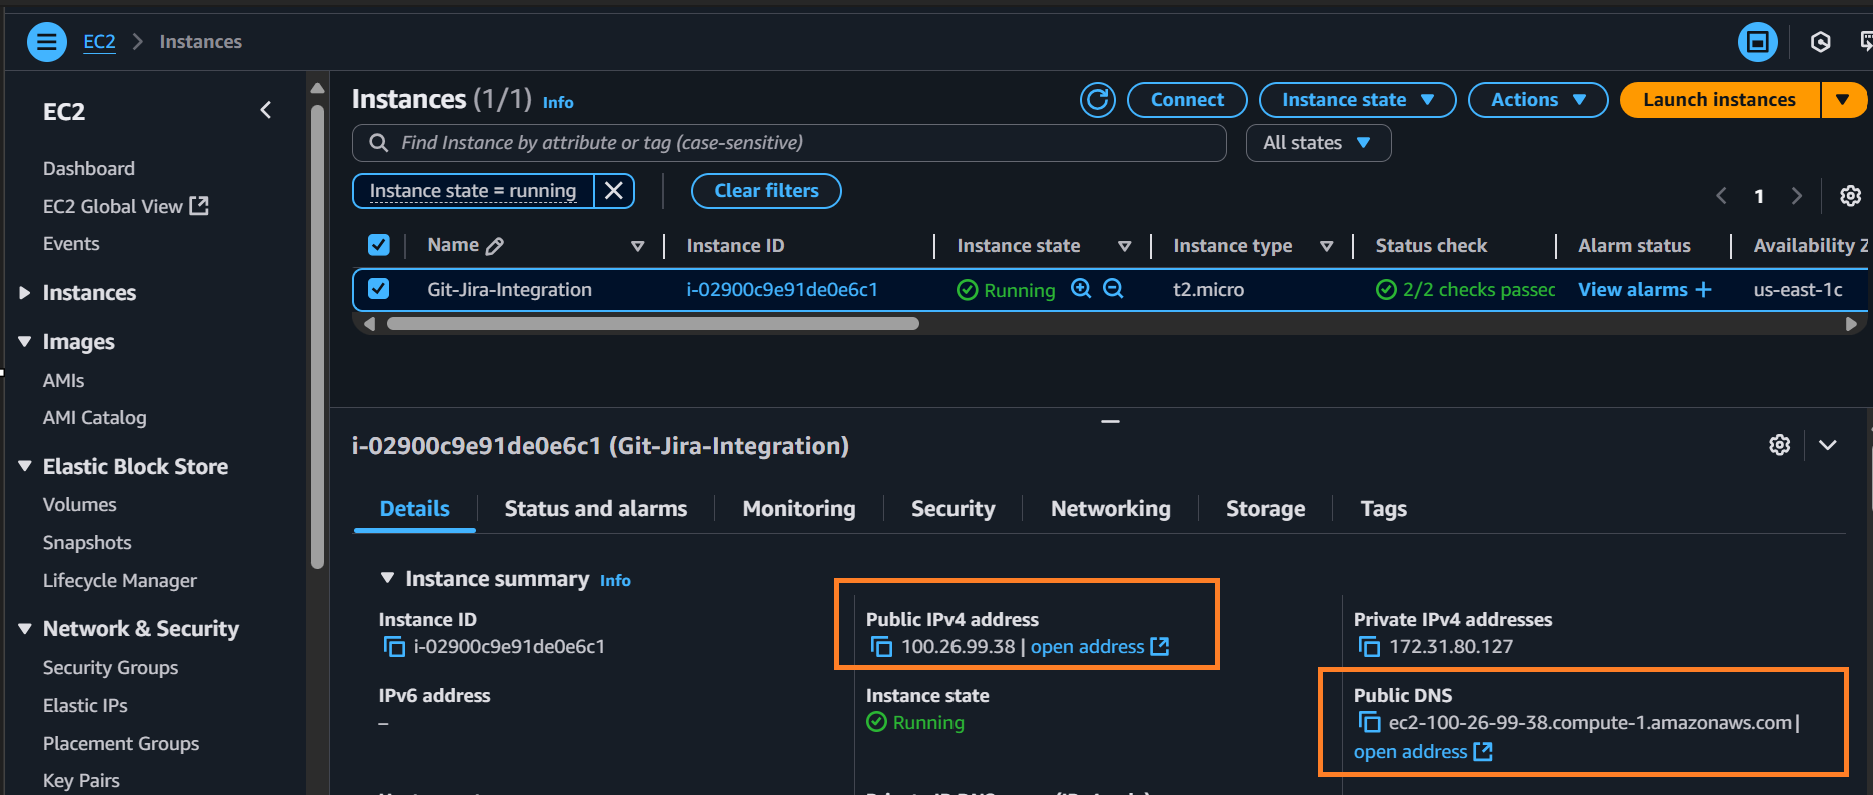 EC2 > Instances
EC2
Dashboard
EC2 Global View
Events
Instances
Images
AMIs
AMI Catalog
Elastic Block Store
Volumes
Snapshots
Lifecycle Manager
Network & Security
Security Groups
Elastic IPs
Placement Groups
Key Pairs
Instances (1/1) Info
Connect Instance state Actions Launch instances
Find Instance by attribute or tag (case-sensitive) All states
Instance state = running Clear filters
1
Name Instance ID Instance state Instance type Status check Alarm status Availability Z
Git-Jira-Integration i-02900c9e91de0e6c1 Running t2.micro 2/2 checks passec View alarms + us-east-1c
i-02900c9e91de0e6c1 (Git-Jira-Integration)
Details Status and alarms Monitoring Security Networking Storage Tags
Instance summary Info
Instance ID
i-02900c9e91de0e6c1
Public IPv4 address
100.26.99.38 | open address
Private IPv4 addresses
172.31.80.127
IPv6 address
–
Instance state
Running
Public DNS
ec2-100-26-99-38.compute-1.amazonaws.com |
open address